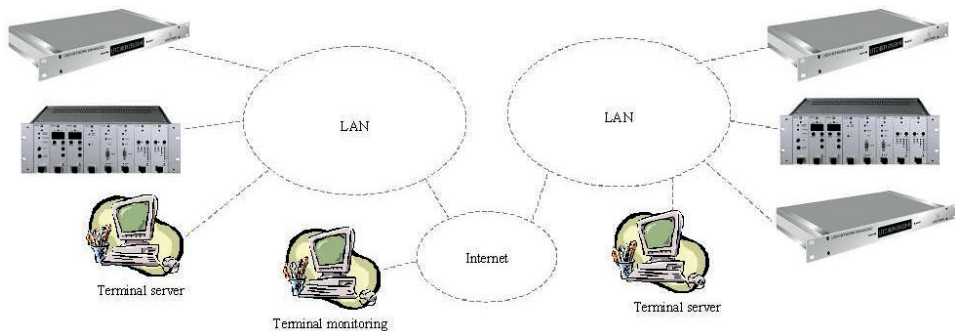 LAN
LAN
Internet
Terminal server
Terminal monitoring
Terminal server